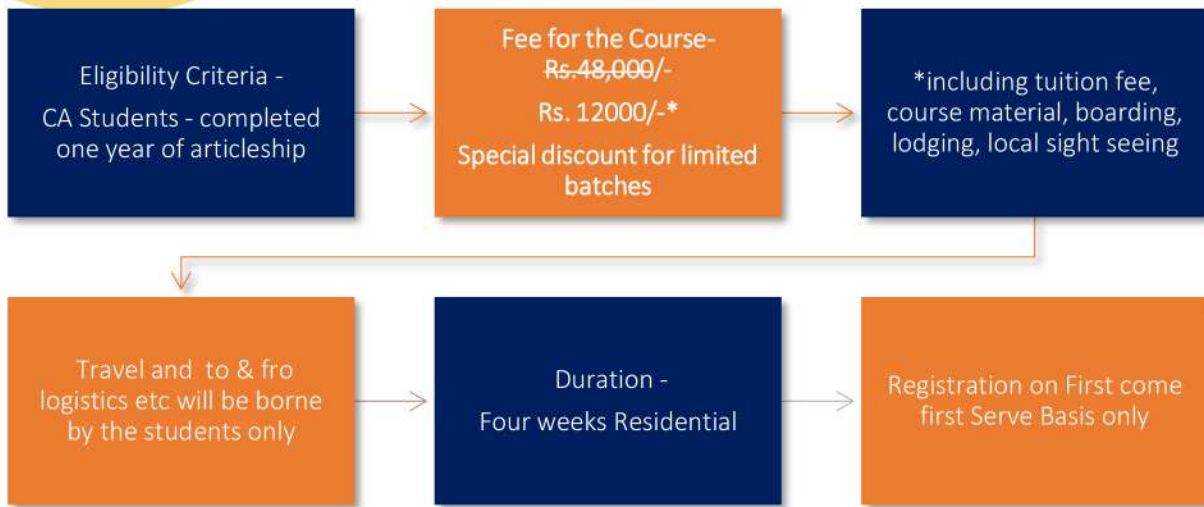 Eligibility Criteria -
CA Students - completed
one year of articleship
Fee for the Course-
Rs.48,000/-
Rs. 12000/-*
Special discount for limited
batches
*including tuition fee,
course material, boarding,
lodging, local sight seeing
Travel and to & fro
logistics etc will be borne
by the students only
Duration -
Four weeks Residential
Registration on First come
first Serve Basis only